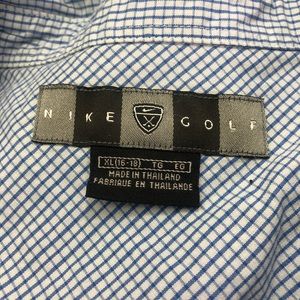 NIKE GOLF
XL(16-18) TG EG
MADE IN THAILAND
FABRIQUE EN THAILANDE